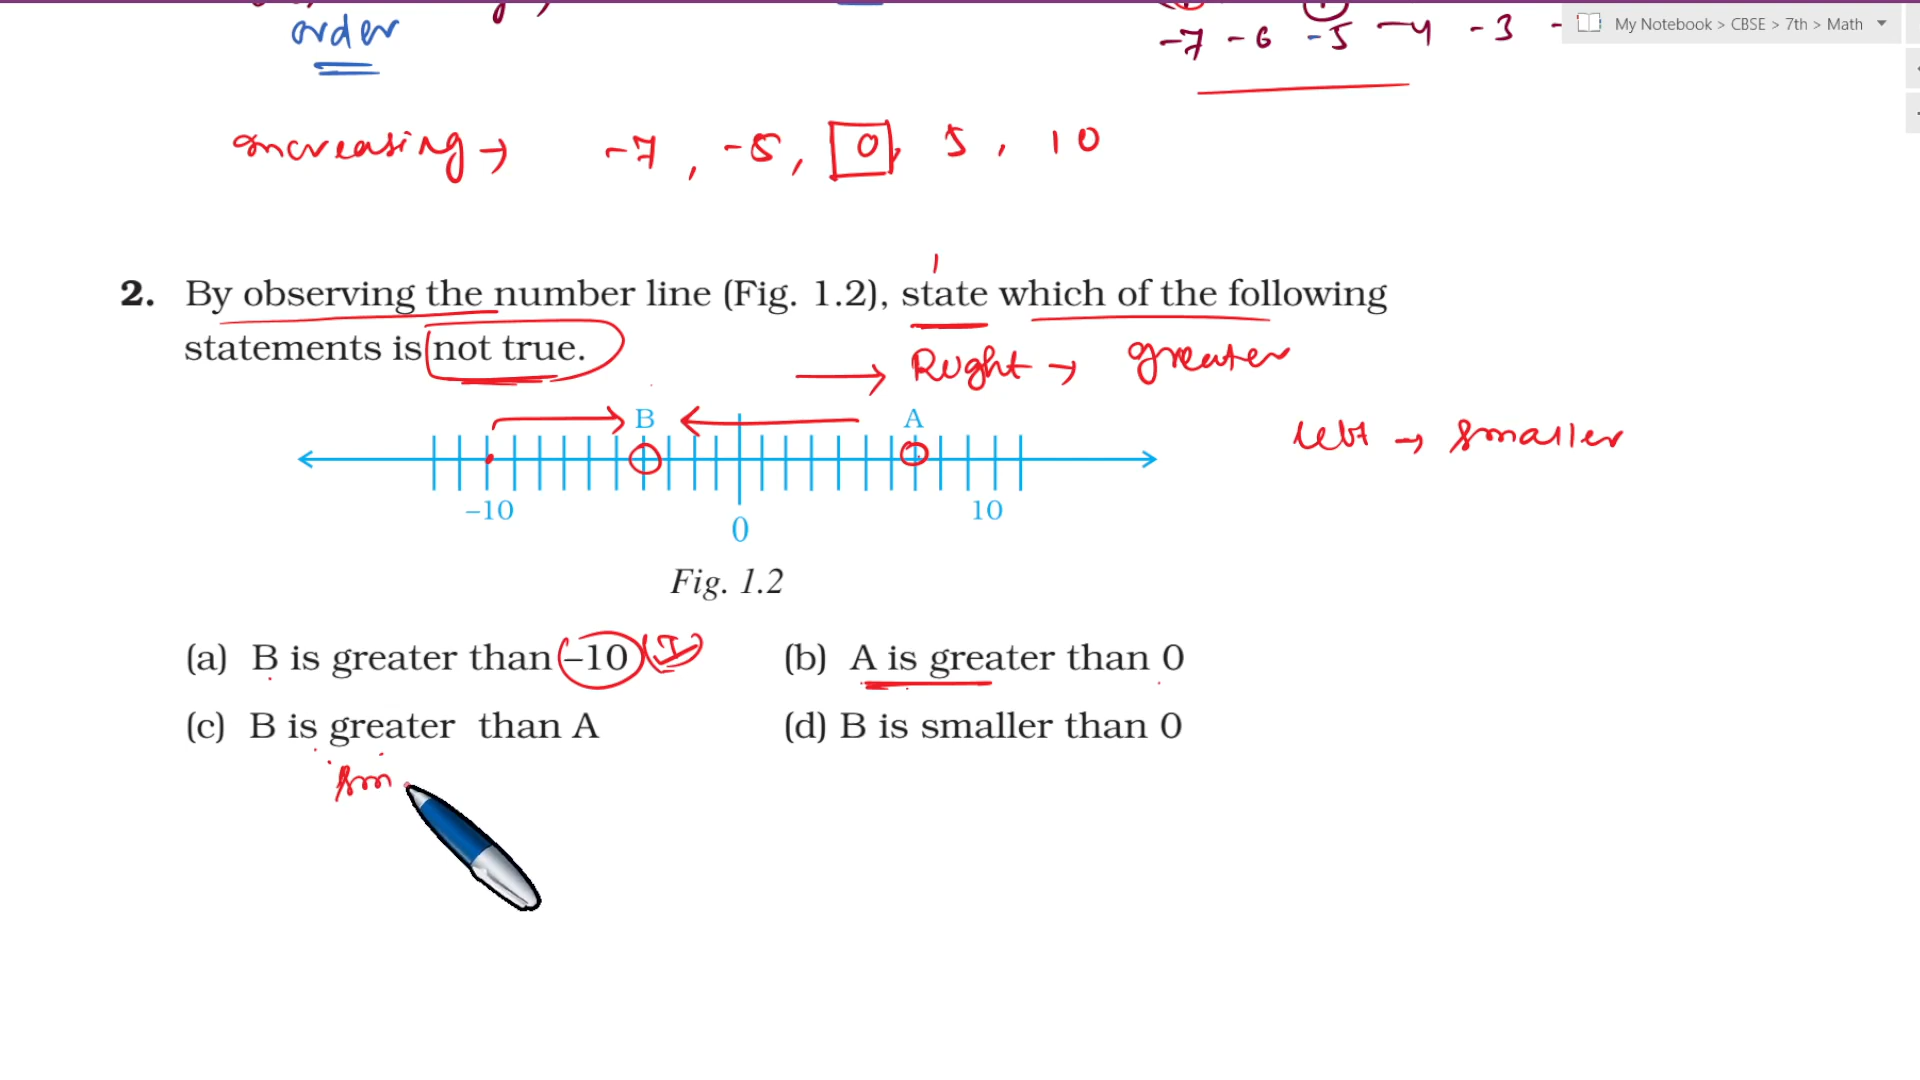 order
-7 -6 -5 -4 -3 -
My Notebook > CBSE > 7th > Math
increasing → -7, -5, 0, 5, 10
2. By observing the number line (Fig. 1.2), state which of the following
statements is not true.
→ Right → greater
B A
left → smaller
–10 0 10
Fig. 1.2
(a) B is greater than –10 (T) (b) A is greater than 0
(c) B is greater than A (d) B is smaller than 0
sm